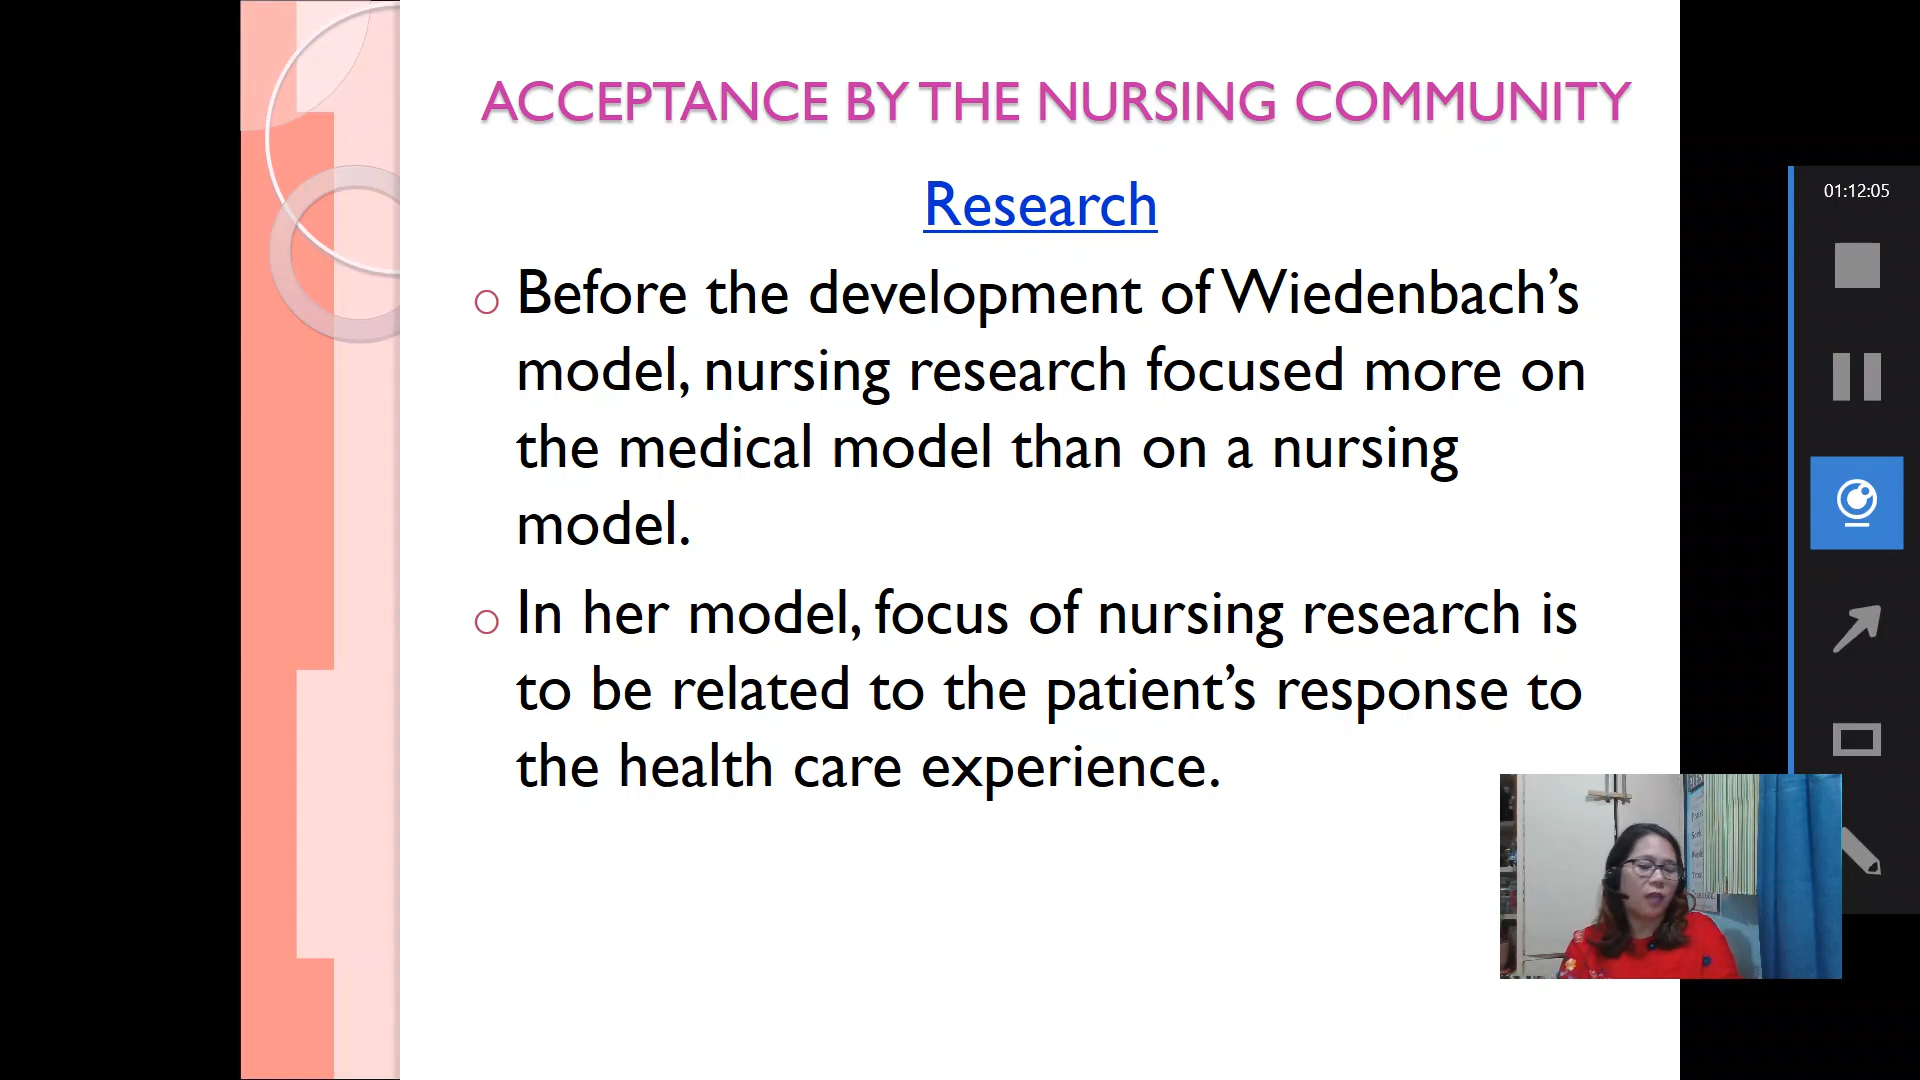 ACCEPTANCE BY THE NURSING COMMUNITY
Research
Before the development of Wiedenbach’s
model, nursing research focused more on
the medical model than on a nursing
model.
In her model, focus of nursing research is
to be related to the patient’s response to
the health care experience.
01:12:05